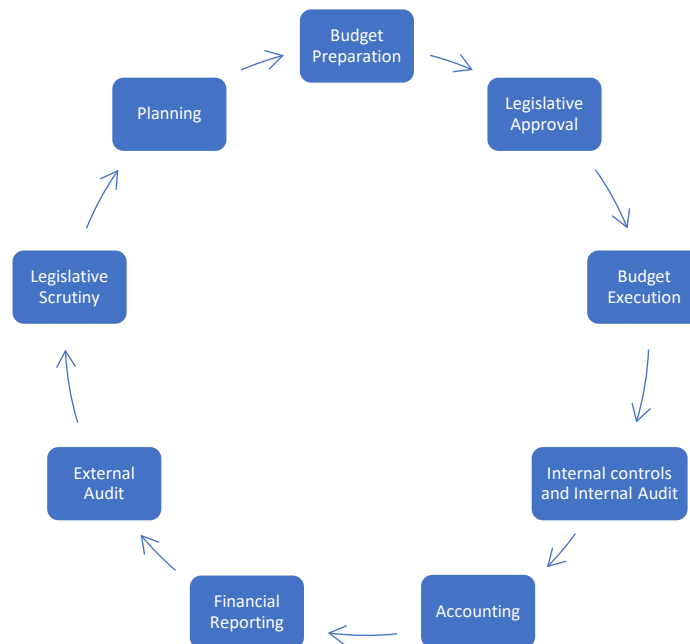 Budget
Preparation
Legislative
Approval
Budget
Execution
Internal controls
and Internal Audit
Accounting
Financial
Reporting
External
Audit
Legislative
Scrutiny
Planning